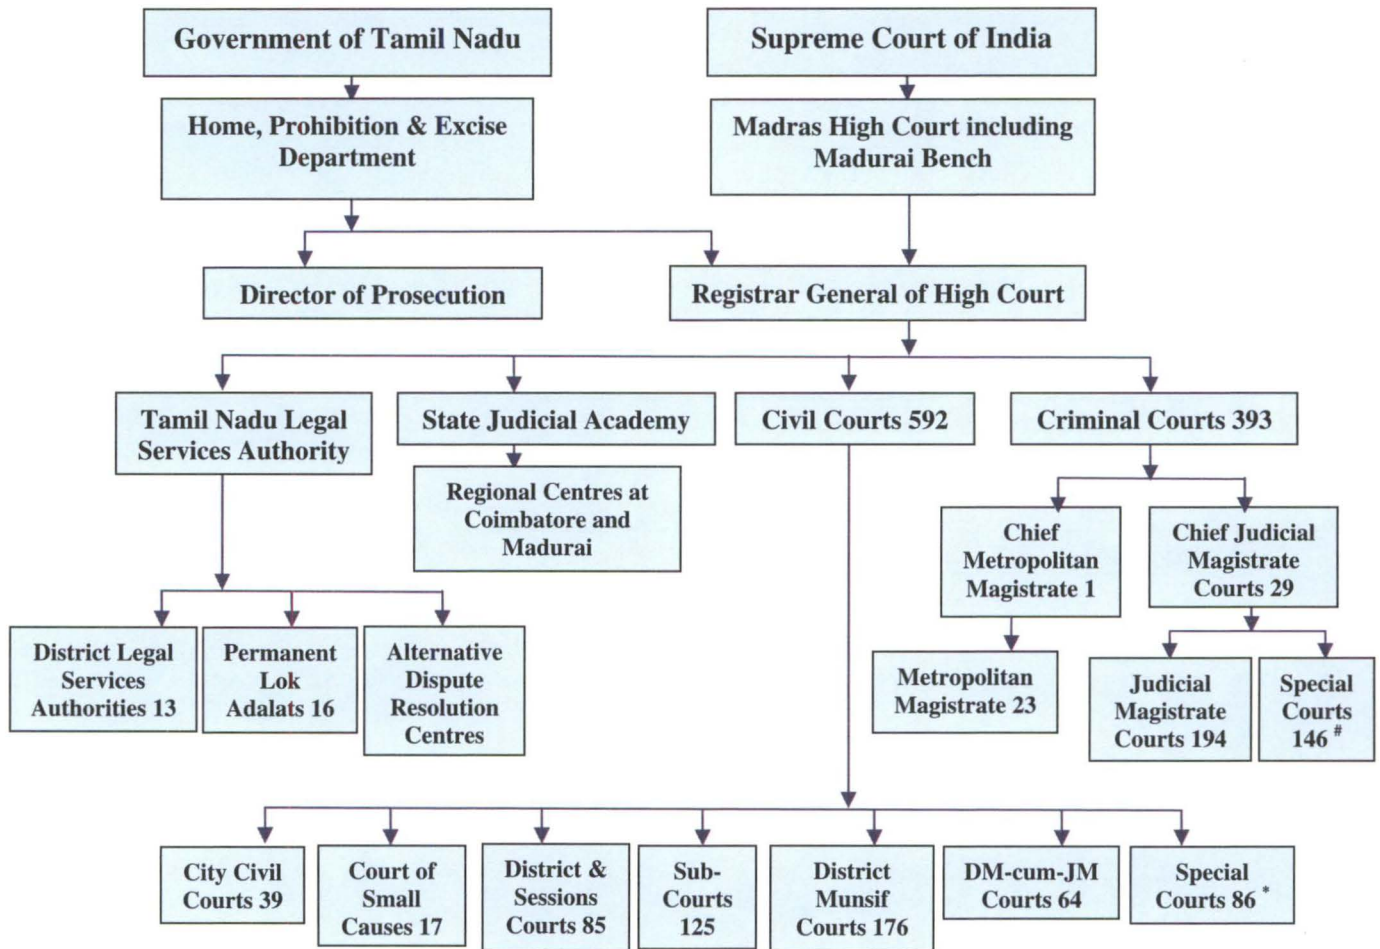 Government of Tamil Nadu
Supreme Court of India
Home, Prohibition & Excise
Department
Madras High Court including
Madurai Bench
Director of Prosecution
Registrar General of High Court
Tamil Nadu Legal
Services Authority
State Judicial Academy
Civil Courts 592
Criminal Courts 393
Regional Centres at
Coimbatore and
Madurai
Chief
Metropolitan
Magistrate 1
Chief Judicial
Magistrate
Courts 29
District Legal
Services
Authorities 13
Permanent
Lok
Adalats 16
Alternative
Dispute
Resolution
Centres
Metropolitan
Magistrate 23
Judicial
Magistrate
Courts 194
Special
Courts
146 #
City Civil
Courts 39
Court of
Small
Causes 17
District &
Sessions
Courts 85
Sub-
Courts
125
District
Munsif
Courts 176
DM-cum-JM
Courts 64
Special
Courts 86 *